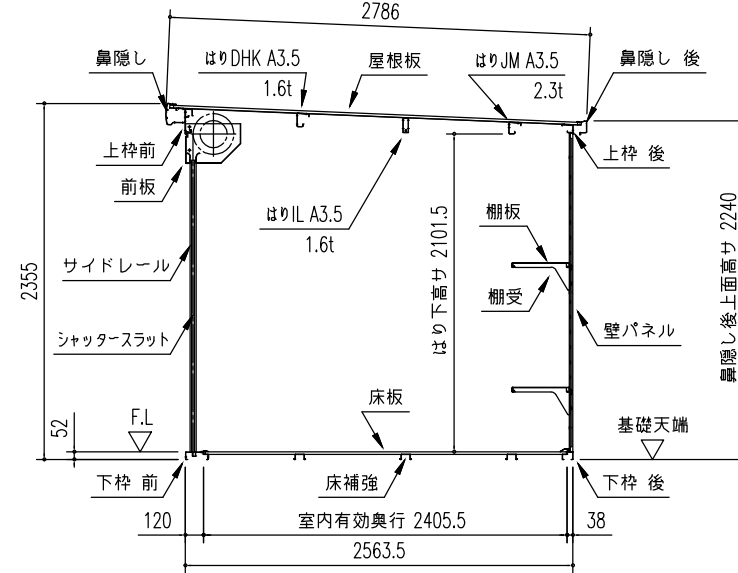 2786
鼻隠し
はりDHK A3.5
1.6t
屋根板
はりJM A3.5
2.3t
鼻隠し 後
上枠前
前板
上枠 後
はりIL A3.5
1.6t
はり下高サ 2101.5
棚板
棚受
サイドレール
シャッタースラット
壁パネル
2355
鼻隠し後上面高サ 2240
52
F.L
床板
基礎天端
下枠 前
床補強
下枠 後
120
室内有効奥行 2405.5
38
2563.5